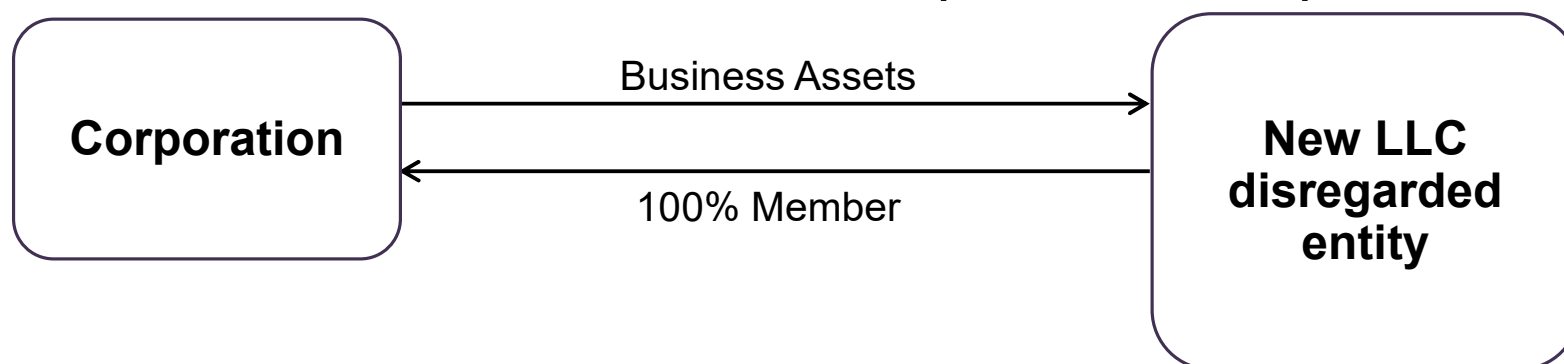 Business Assets
Corporation
100% Member
New LLC
disregarded
entity